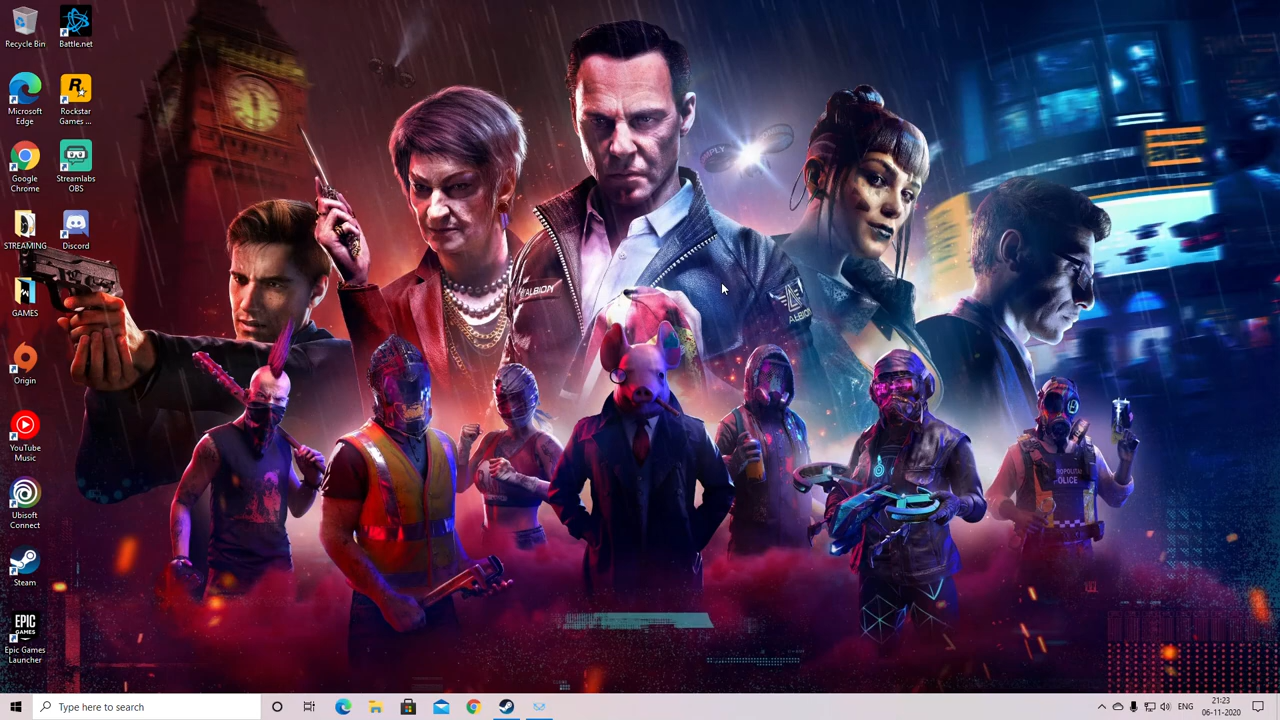 Recycle Bin
Battle.net
Microsoft
Edge
Rockstar
Games ...
Google
Chrome
Streamlabs
OBS
STREAMING
Discord
GAMES
Origin
YouTube
Music
Ubisoft
Connect
Steam
EPIC
GAMES
Epic Games
Launcher
ALBION
ALBION
OPOLITA
OLICE
Type here to search
ENG
21:23
06-11-2020